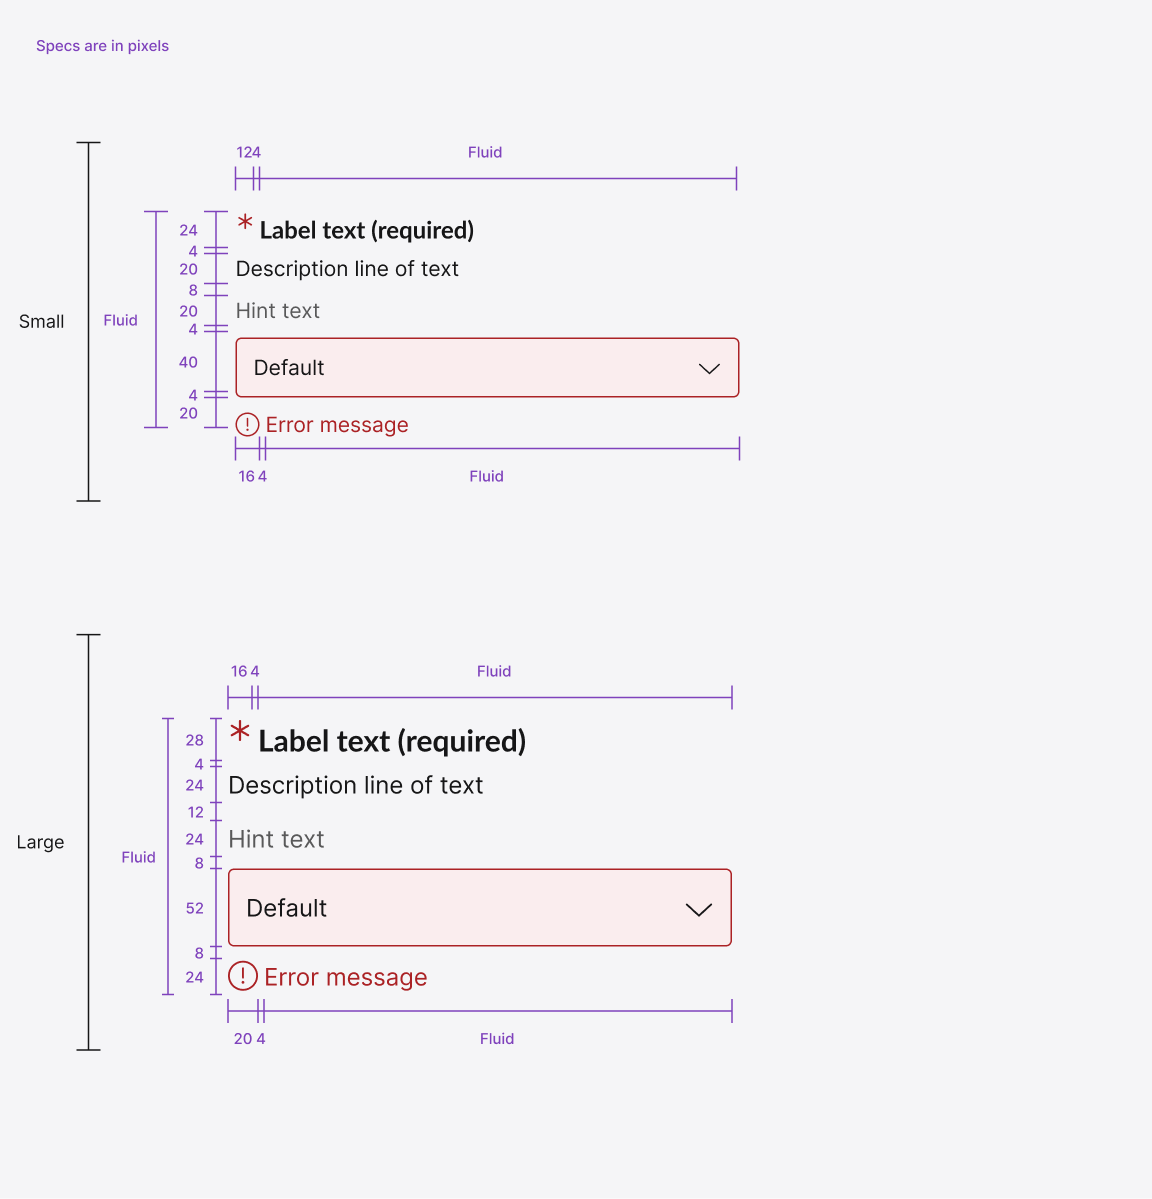 Specs are in pixels
124 Fluid
24 * Label text (required)
4
20 Description line of text
8
20 Hint text
Small Fluid
4
40 Default
4
20 Error message
16 4 Fluid
16 4 Fluid
28 * Label text (required)
4
24 Description line of text
12
24 Hint text
Large
Fluid
8
52 Default
8
24 Error message
20 4 Fluid